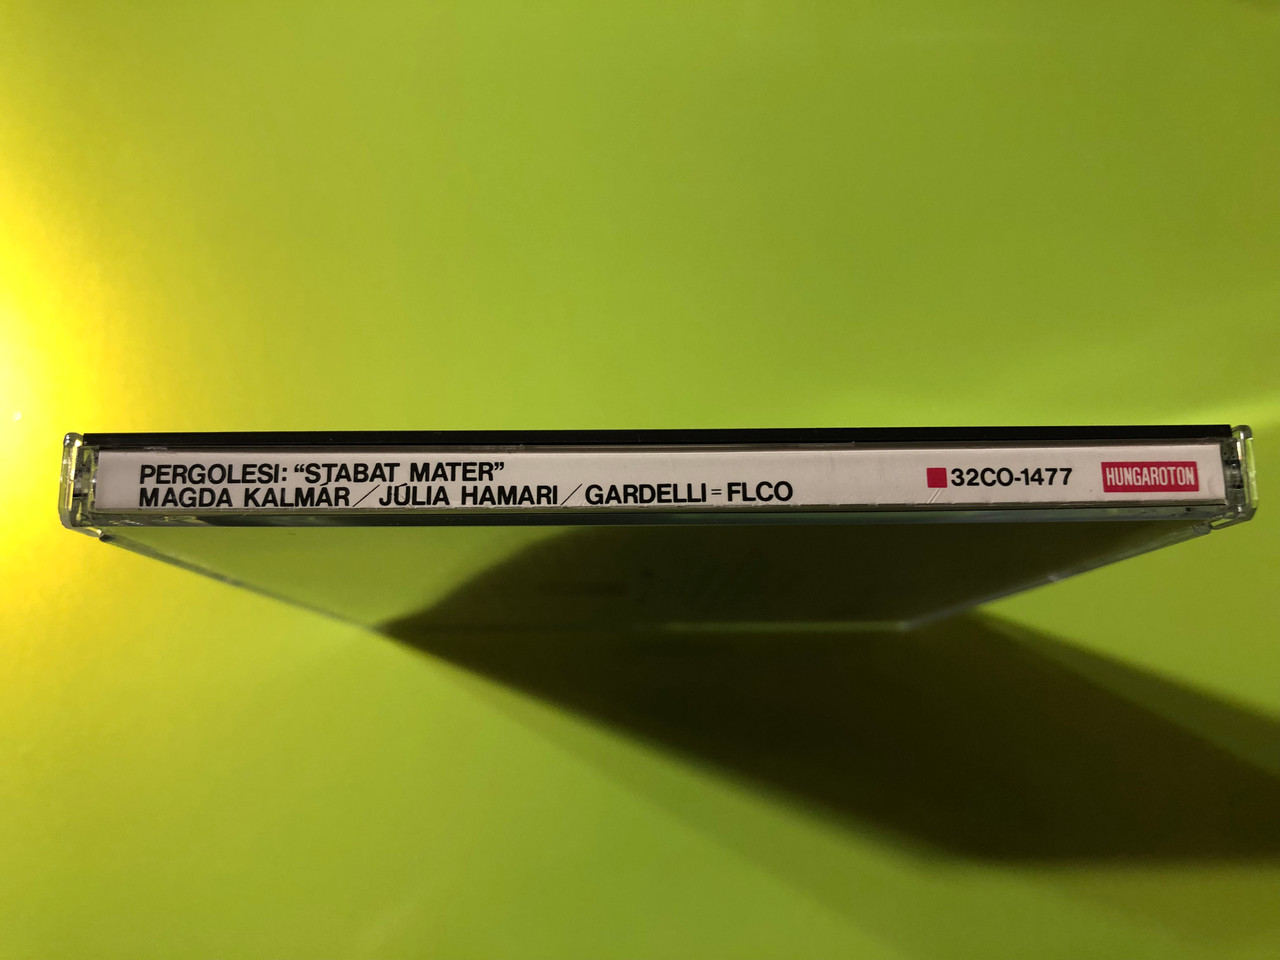 PERGOLESI: “STABAT MATER”
MAGDA KALMÁR／JÚLIA HAMARI／GARDELLI＝FLCO
■32CO-1477
HUNGAROTON